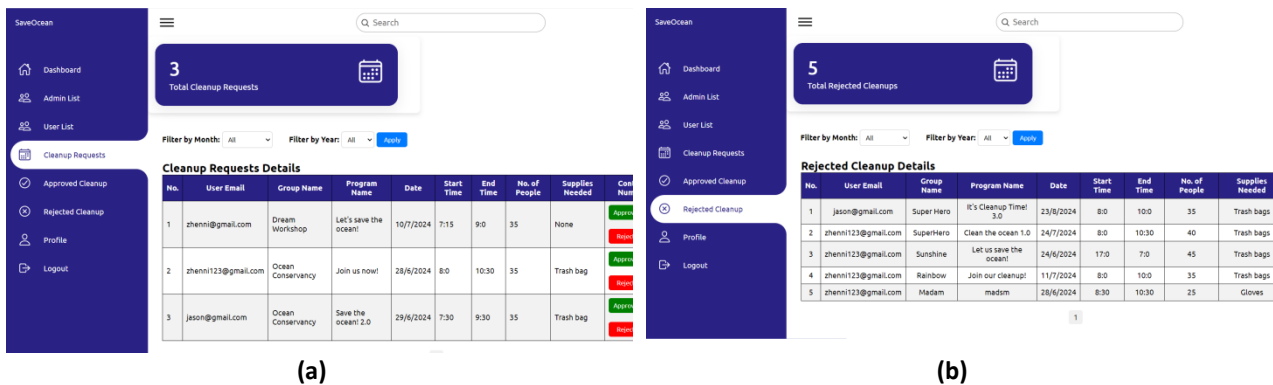 SaveOcean
Search
Dashboard
Admin List
User List
Cleanup Requests
Approved Cleanup
Rejected Cleanup
Profile
Logout
3
Total Cleanup Requests
Filter by Month: All Filter by Year: All Apply
Cleanup Requests Details
No. User Email Group Name Program Name Date Start Time End Time No. of People Supplies Needed
1 zhenni@gmail.com Dream Workshop Let's save the ocean! 10/7/2024 7:15 9:0 35 None
2 zhenni123@gmail.com Ocean Conservancy Join us now! 28/6/2024 8:0 10:30 35 Trash bag
3 jason@gmail.com Ocean Conservancy Save the ocean! 2.0 29/6/2024 7:30 9:30 35 Trash bag
(a)
SaveOcean
Search
Dashboard
Admin List
User List
Cleanup Requests
Approved Cleanup
Rejected Cleanup
Profile
Logout
5
Total Rejected Cleanups
Filter by Month: All Filter by Year: All Apply
Rejected Cleanup Details
No. User Email Group Name Program Name Date Start Time End Time No. of People Supplies Needed
1 jason@gmail.com Super Hero It's Cleanup Time! 3.0 23/8/2024 8:0 10:0 35 Trash bags
2 zhenni123@gmail.com SuperHero Clean the ocean 1.0 24/7/2024 8:0 10:30 40 Trash bags
3 zhenni123@gmail.com Sunshine Let us save the ocean! 24/6/2024 17:0 7:0 45 Trash bags
4 zhenni123@gmail.com Rainbow Join our cleanup! 11/7/2024 8:0 10:0 35 Trash bags
5 zhenni123@gmail.com Madam madsm 28/6/2024 8:30 10:30 25 Gloves
1
(b)